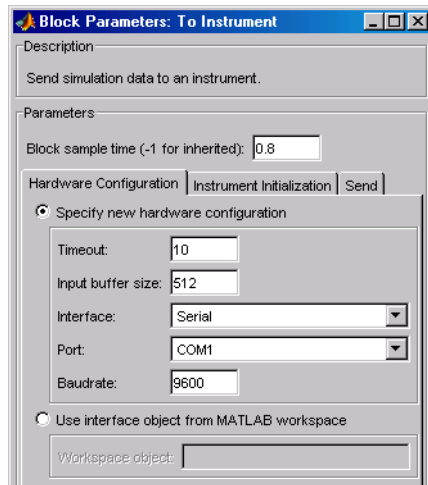 Block Parameters: To Instrument
Description
Send simulation data to an instrument.
Parameters
Block sample time (-1 for inherited): 0.8
Hardware Configuration Instrument Initialization Send
Specify new hardware configuration
Timeout: 10
Input buffer size: 512
Interface: Serial
Port: COM1
Baudrate: 9600
Use interface object from MATLAB workspace
Workspace object: